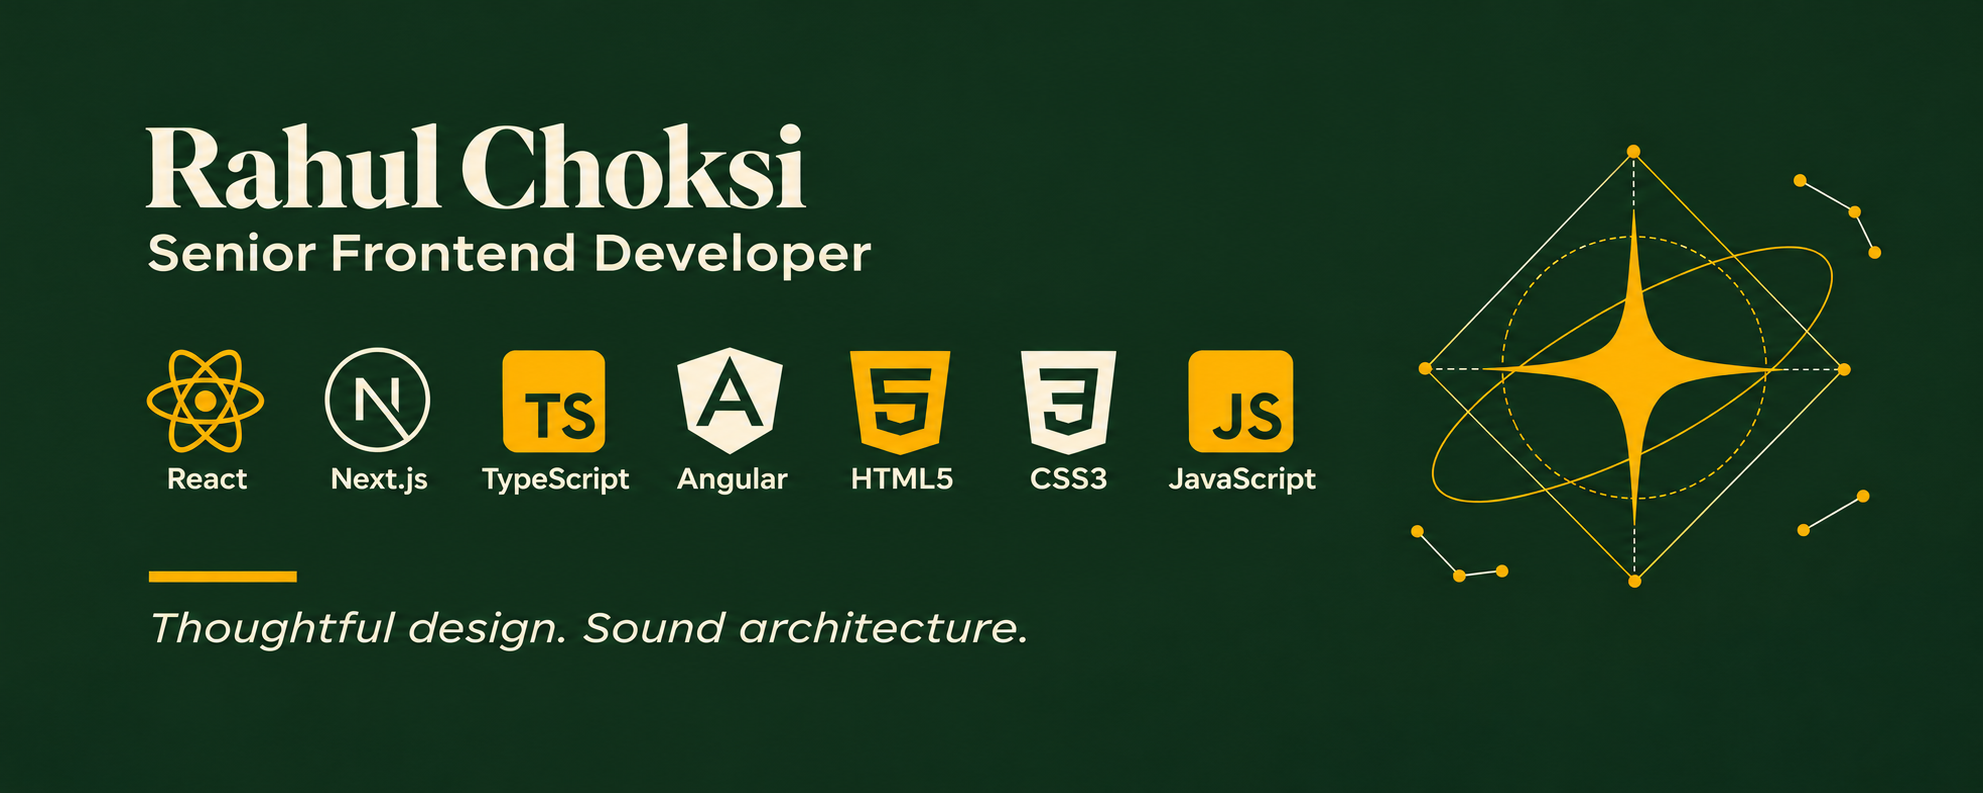 Rahul Choksi
Senior Frontend Developer
N TS A 5 3 JS
React Next.js TypeScript Angular HTML5 CSS3 JavaScript
Thoughtful design. Sound architecture.